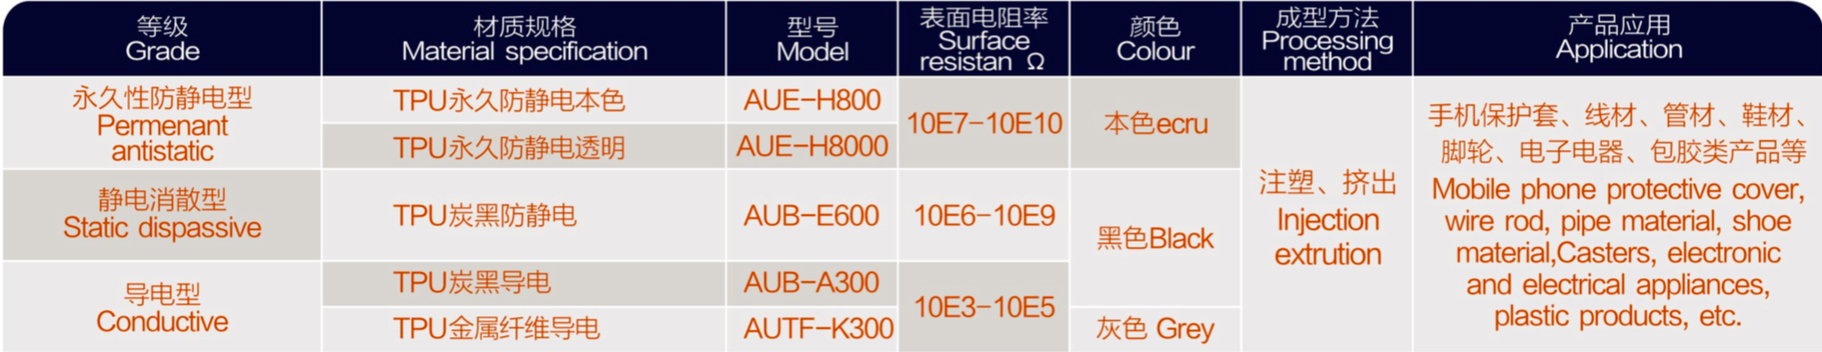 等级
Grade
材质规格
Material specification
型号
Model
表面电阻率
Surface
resistan Ω
颜色
Colour
成型方法
Processing
method
产品应用
Application
永久性防静电型
Permenant
antistatic
TPU永久防静电本色
AUE-H800
TPU永久防静电透明
AUE-H8000
10E7-10E10
本色ecru
静电消散型
Static dispassive
TPU炭黑防静电
AUB-E600
10E6-10E9
黑色Black
导电型
Conductive
TPU炭黑导电
AUB-A300
TPU金属纤维导电
AUTF-K300
10E3-10E5
灰色 Grey
注塑、挤出
Injection
extrution
手机保护套、线材、管材、鞋材、
脚轮、电子电器、包胶类产品等
Mobile phone protective cover,
wire rod, pipe material, shoe
material,Casters, electronic
and electrical appliances,
plastic products, etc.